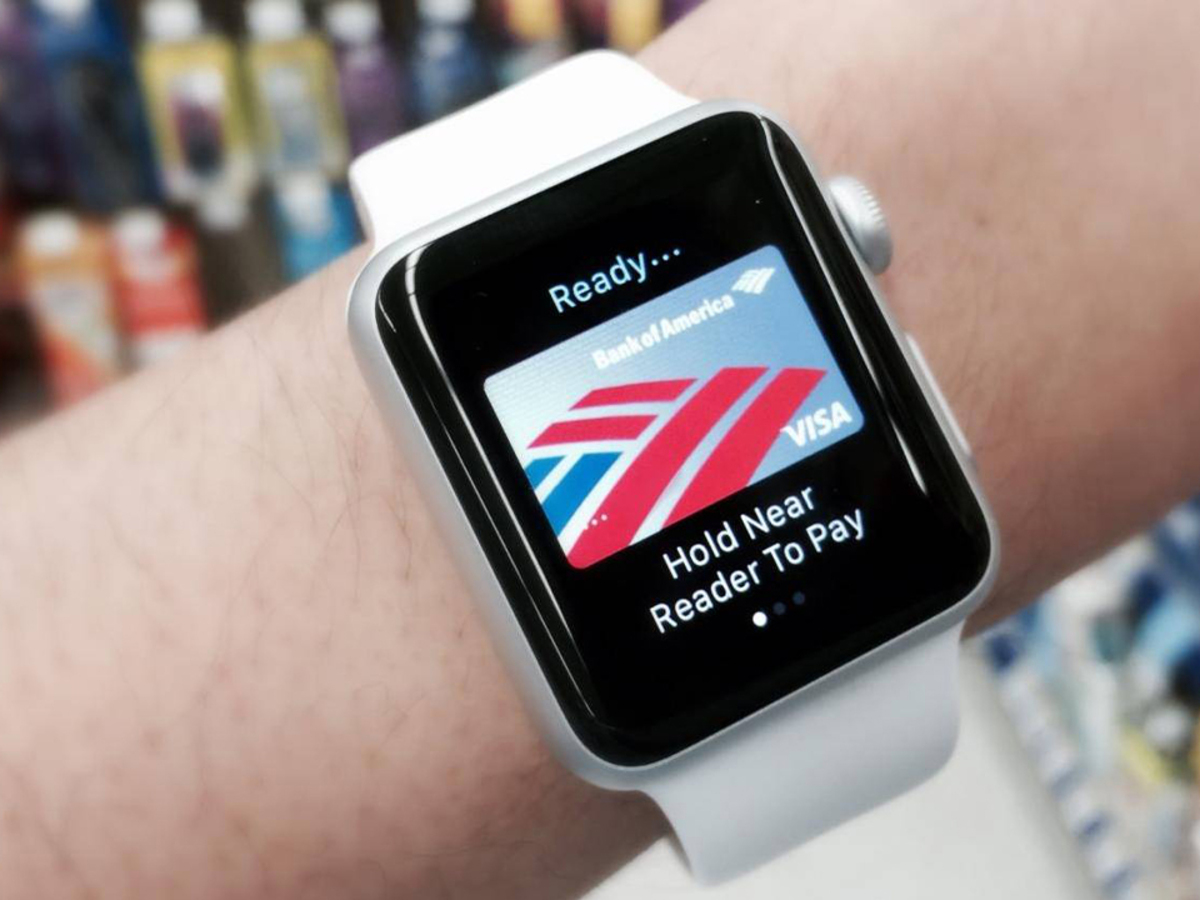 Ready...
Bank of America
VISA
...
Hold Near
Reader To Pay